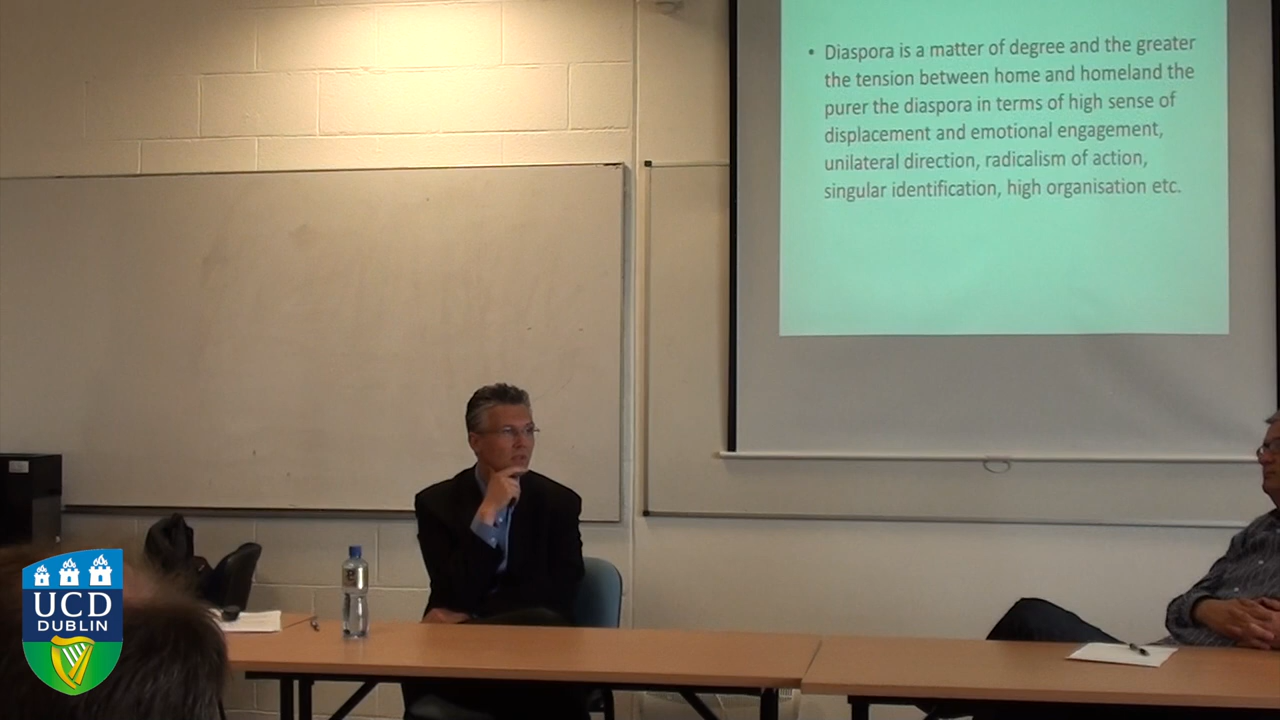 • Diaspora is a matter of degree and the greater
the tension between home and homeland the
purer the diaspora in terms of high sense of
displacement and emotional engagement,
unilateral direction, radicalism of action,
singular identification, high organisation etc.
UCD
DUBLIN